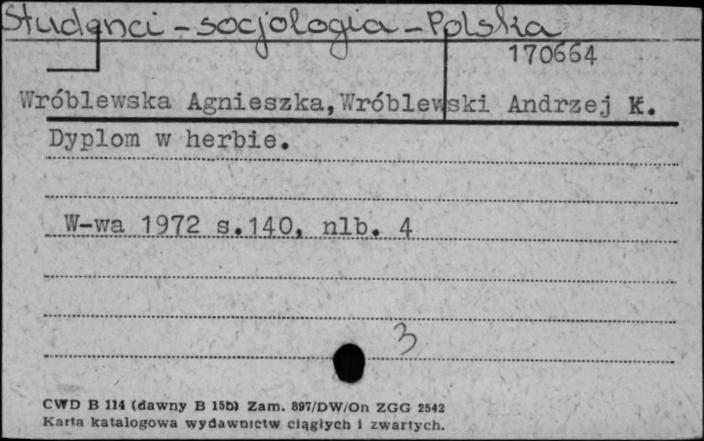 Studenci - socjologia - Polska
170664
Wróblewska Agnieszka, Wróblewski Andrzej K.
Dyplom w herbie.
W-wa 1972 s.140, nlb. 4
3
CWD B 114 (dawny B 15b) Zam. 897/DW/On ZGG 2542
Karta katalogowa wydawnictw ciągłych i zwartych.